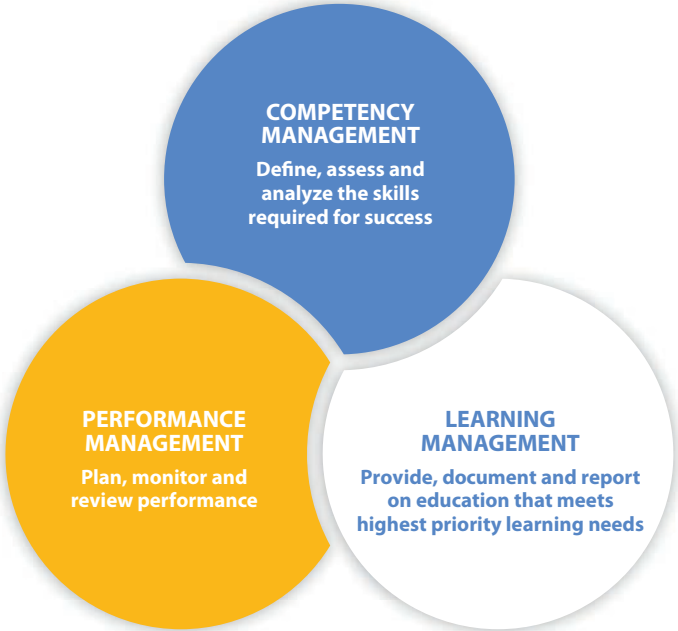 COMPETENCY
MANAGEMENT
Define, assess and
analyze the skills
required for success
PERFORMANCE
MANAGEMENT
Plan, monitor and
review performance
LEARNING
MANAGEMENT
Provide, document and report
on education that meets
highest priority learning needs